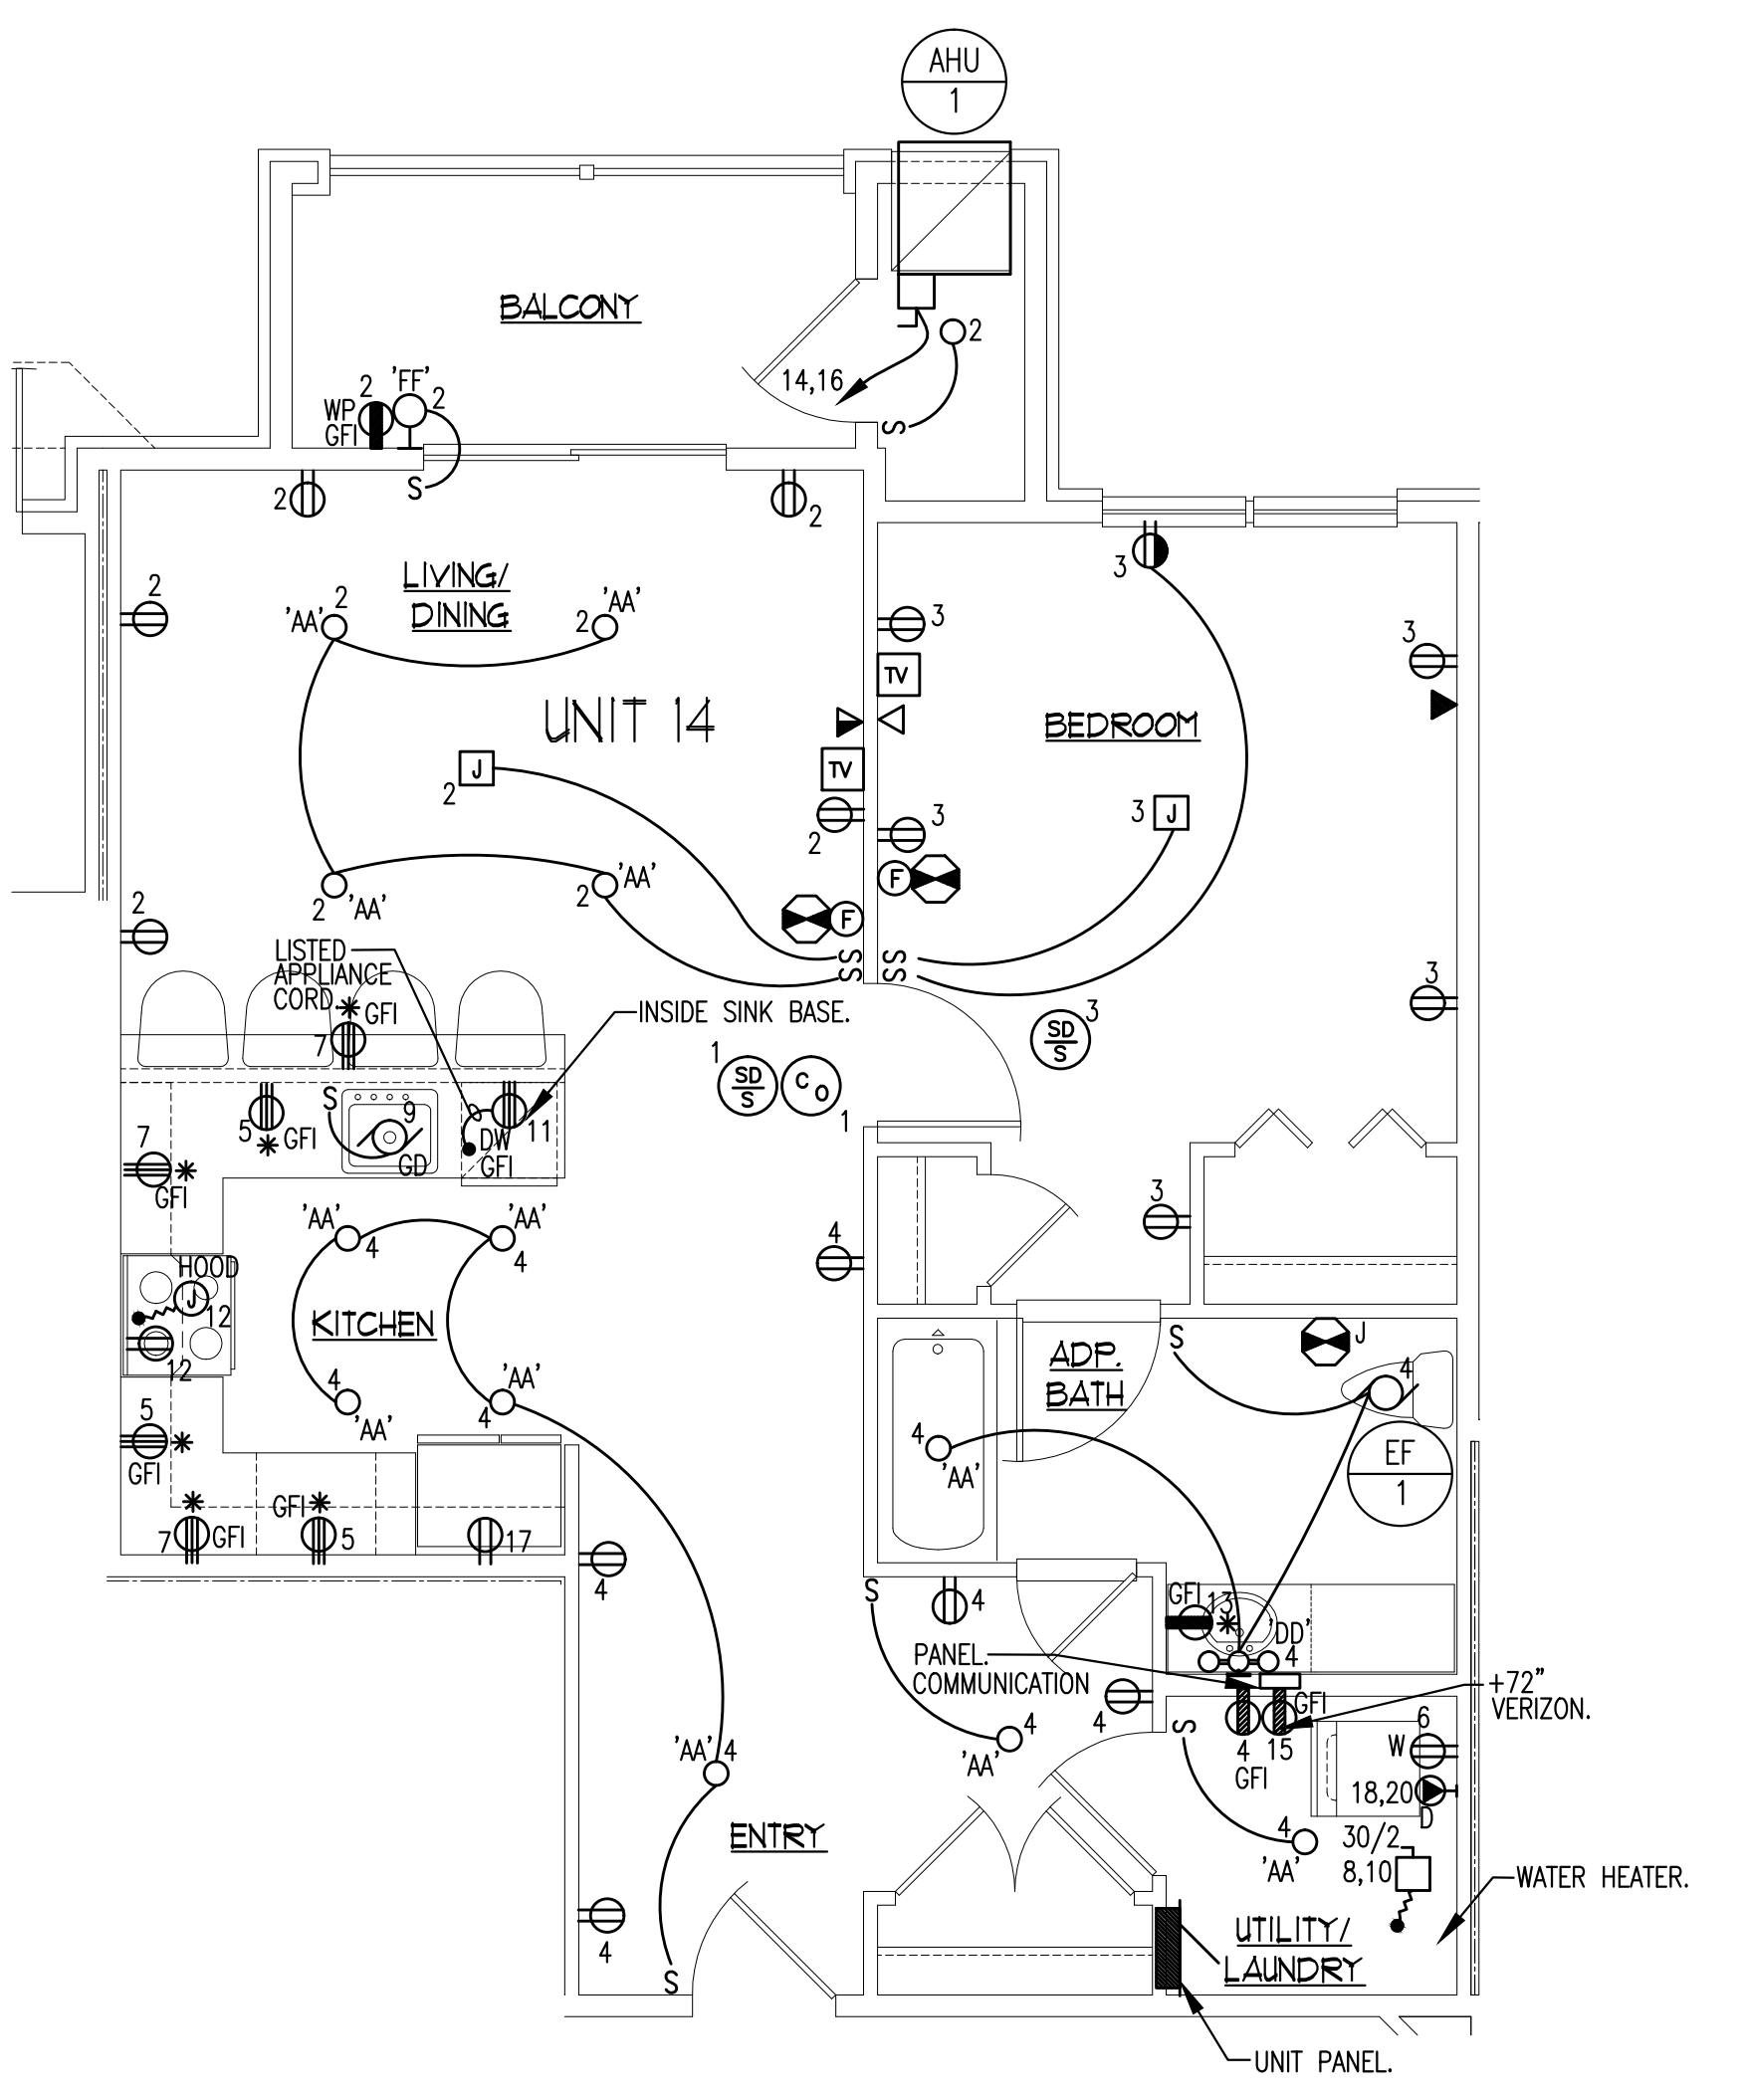 AHU
1
BALCONY
2
14,16
2
'FF'
2
WP
GFI
S
S
2
2
3
LIVING/
DINING
2
2
'AA'
'AA'
2
3
3
TV
UNIT 14
BEDROOM
J
2
TV
3
J
2
3
F
'AA'
2
2
'AA'
2
F
LISTED
APPLIANCE
CORD.
GFI
7
INSIDE SINK BASE.
S
S
S
S
3
SD
S
3
1
SD
S
CO
1
S
9
5
GFI
GD
DW
GFI
11
7
GFI
'AA'
4
'AA'
4
4
3
HOOD
J
12
12
KITCHEN
4
'AA'
'AA'
4
S
J
ADP.
BATH
4
5
GFI
4
'AA'
EF
1
GFI
7
GFI
5
17
4
S
4
GFI
13
'DD'
4
PANEL.
COMMUNICATION
+72"
VERIZON.
GFI
4
GFI
15
4
'AA'
4
4
'AA'
S
W
6
18,20
D
4
'AA'
30/2
8,10
ENTRY
WATER HEATER.
4
S
UTILITY/
LAUNDRY
UNIT PANEL.